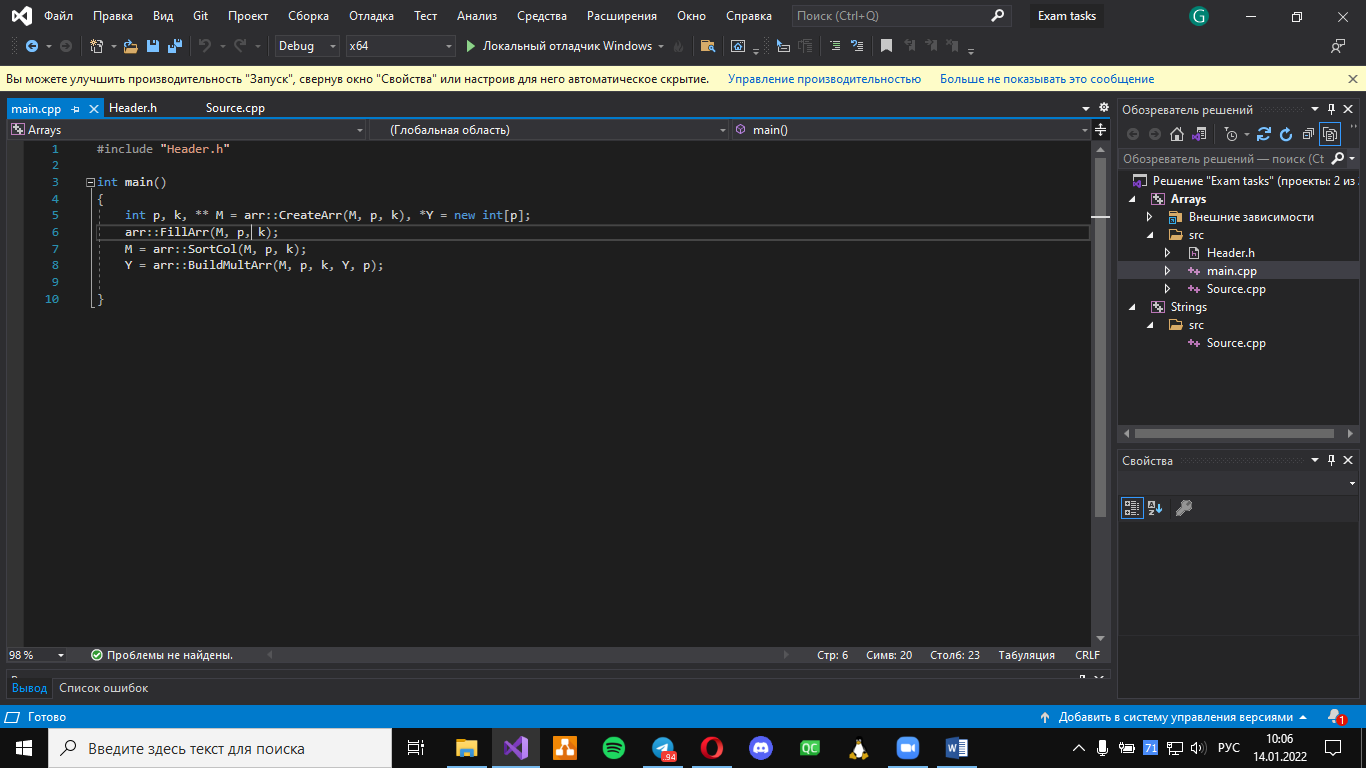 Файл Правка Вид Git Проект Сборка Отладка Тест Анализ Средства Расширения Окно Справка Поиск (Ctrl+Q) Exam tasks G
Debug x64 Локальный отладчик Windows
Вы можете улучшить производительность "Запуск", свернув окно "Свойства" или настроив для него автоматическое скрытие. Управление производительностью Больше не показывать это сообщение
main.cpp Header.h Source.cpp
Arrays (Глобальная область) main()
1 #include "Header.h"
2
3 int main()
4 {
5 int p, k, ** M = arr::CreateArr(M, p, k), *Y = new int[p];
6 arr::FillArr(M, p, k);
7 M = arr::SortCol(M, p, k);
8 Y = arr::BuildMultArr(M, p, k, Y, p);
9
10 }
98 % Проблемы не найдены. Стр: 6 Симв: 20 Столб: 23 Табуляция CRLF
Вывод Список ошибок
Обозреватель решений
Обозреватель решений — поиск (Ct
Решение "Exam tasks" (проекты: 2 из
Arrays
Внешние зависимости
src
Header.h
main.cpp
Source.cpp
Strings
src
Source.cpp
Свойства
Готово Добавить в систему управления версиями 1
Введите здесь текст для поиска 94 QC 71 РУС 10:06
14.01.2022